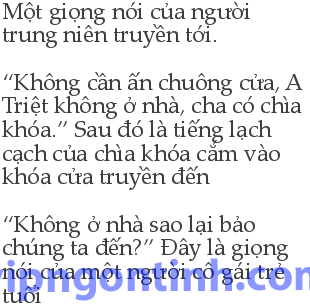 Một giọng nói của người
trung niên truyền tới.
“Không cần ấn chuông cửa, A
Triệt không ở nhà, cha có chìa
khóa.” Sau đó là tiếng lạch
cạch của chìa khóa cắm vào
khóa cửa truyền đến
“Không ở nhà sao lại bảo
chúng ta đến?” Đây là giọng
nói của một người cô gái trẻ
tuổi